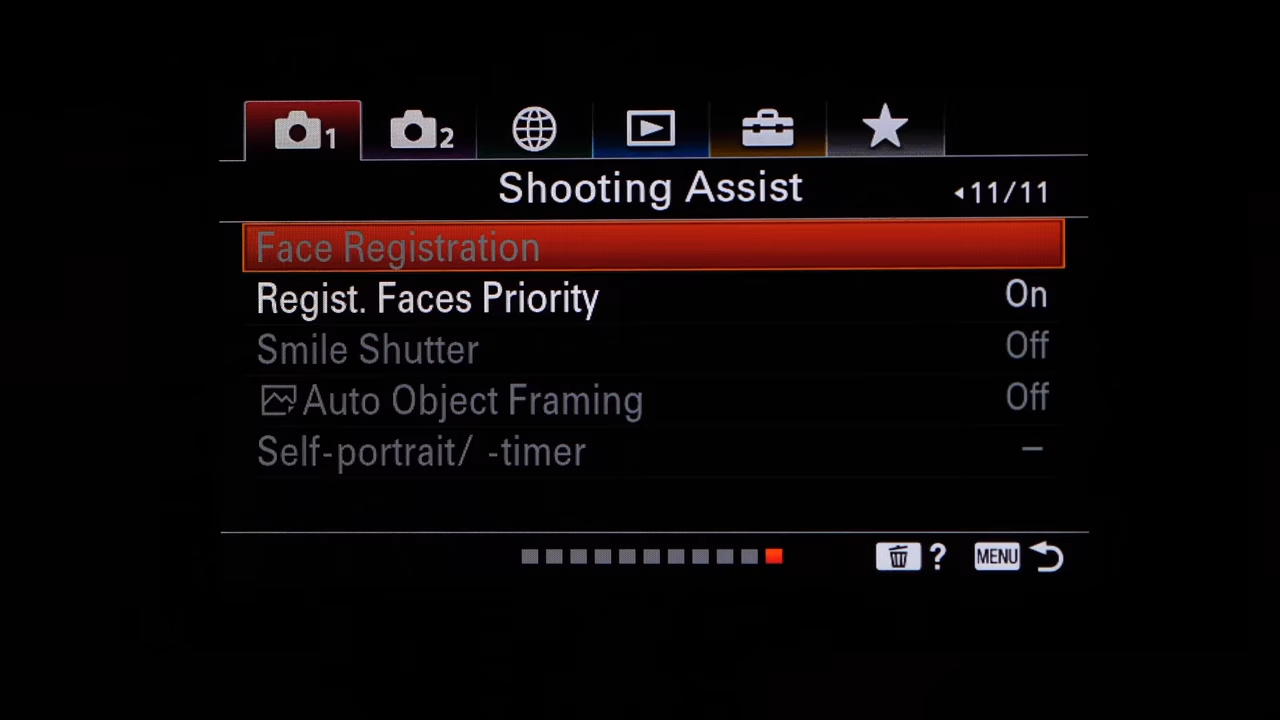 1 2
Shooting Assist 11/11
Face Registration
Regist. Faces Priority On
Smile Shutter Off
Auto Object Framing Off
Self-portrait/ -timer –
? MENU